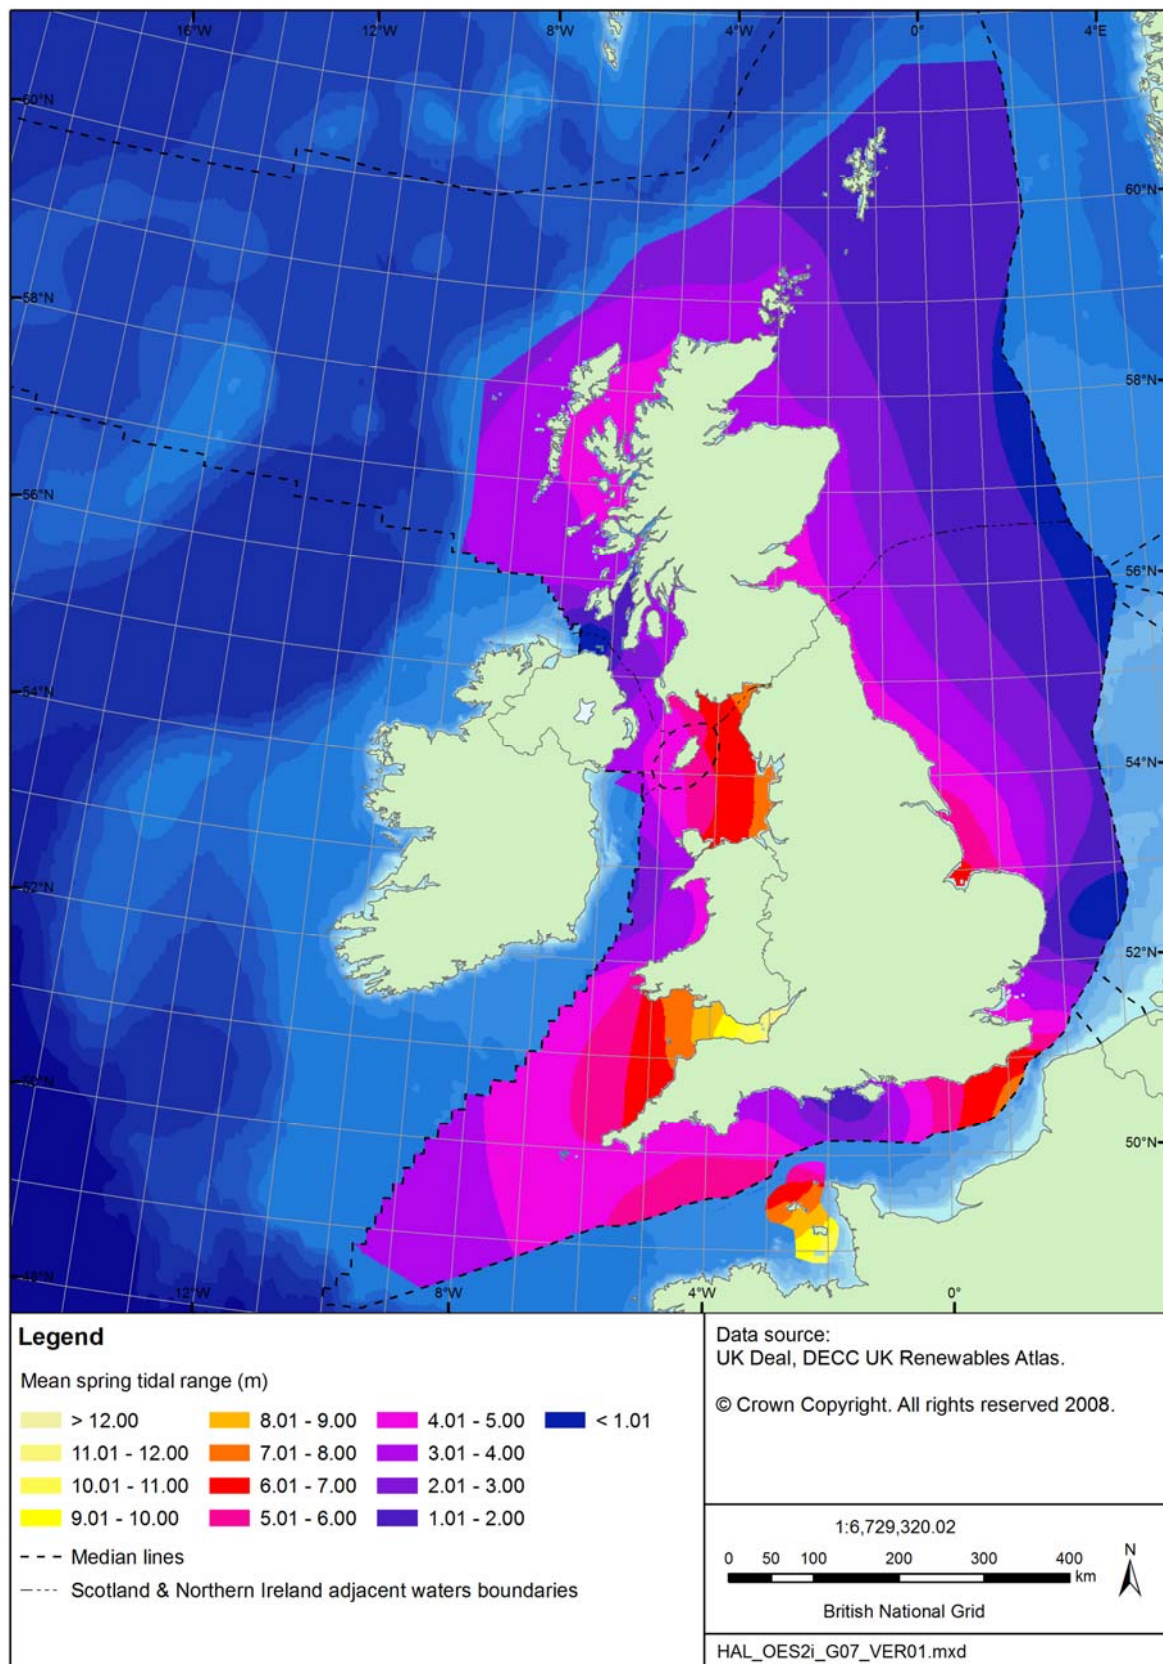 16°W 12°W 8°W 4°W 0° 4°E
60°N
60°N
58°N
58°N
56°N
56°N
54°N
54°N
52°N
52°N
50°N
50°N
48°N
12°W 8°W 4°W 0°
Legend
Mean spring tidal range (m)
> 12.00 8.01 - 9.00 4.01 - 5.00 < 1.01
11.01 - 12.00 7.01 - 8.00 3.01 - 4.00
10.01 - 11.00 6.01 - 7.00 2.01 - 3.00
9.01 - 10.00 5.01 - 6.00 1.01 - 2.00
Median lines
Scotland & Northern Ireland adjacent waters boundaries
Data source:
UK Deal, DECC UK Renewables Atlas.
© Crown Copyright. All rights reserved 2008.
1:6,729,320.02
0 50 100 200 300 400
km
N
British National Grid
HAL_OES2i_G07_VER01.mxd